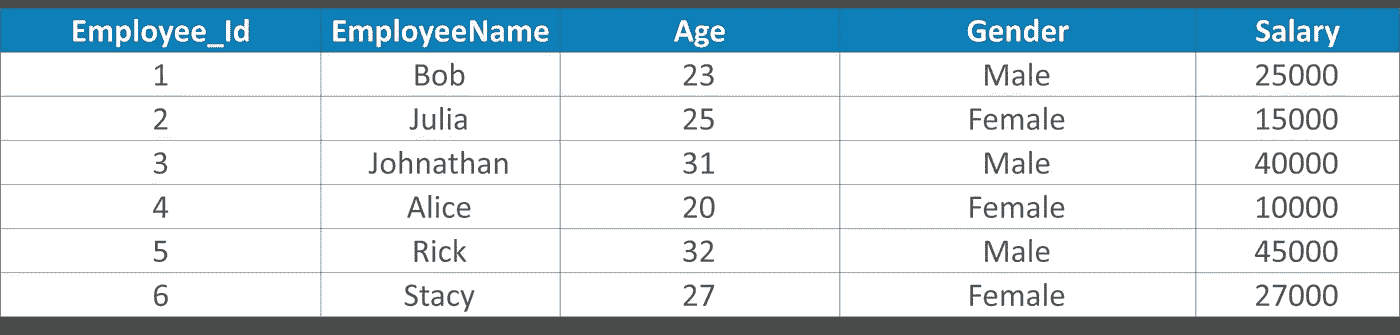 Employee_Id EmployeeName Age Gender Salary
1 Bob 23 Male 25000
2 Julia 25 Female 15000
3 Johnathan 31 Male 40000
4 Alice 20 Female 10000
5 Rick 32 Male 45000
6 Stacy 27 Female 27000